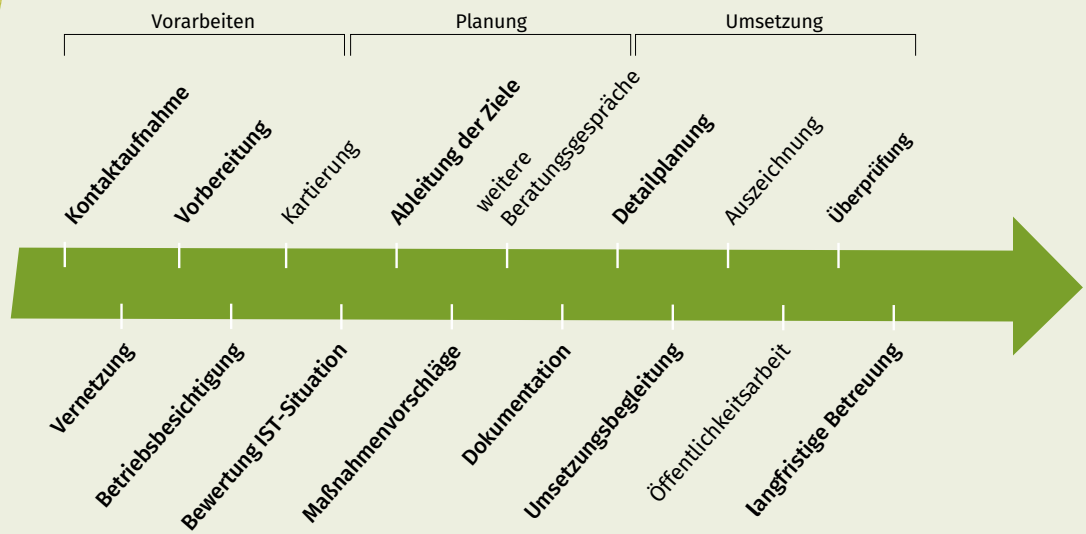 Vorarbeiten
Planung
Umsetzung
Kontaktaufnahme
Vorbereitung
Kartierung
Ableitung der Ziele
weitere
Beratungsgespräche
Detailplanung
Auszeichnung
Überprüfung
Vernetzung
Betriebsbesichtigung
Bewertung IST-Situation
Maßnahmenvorschläge
Dokumentation
Umsetzungsbegleitung
Öffentlichkeitsarbeit
langfristige Betreuung